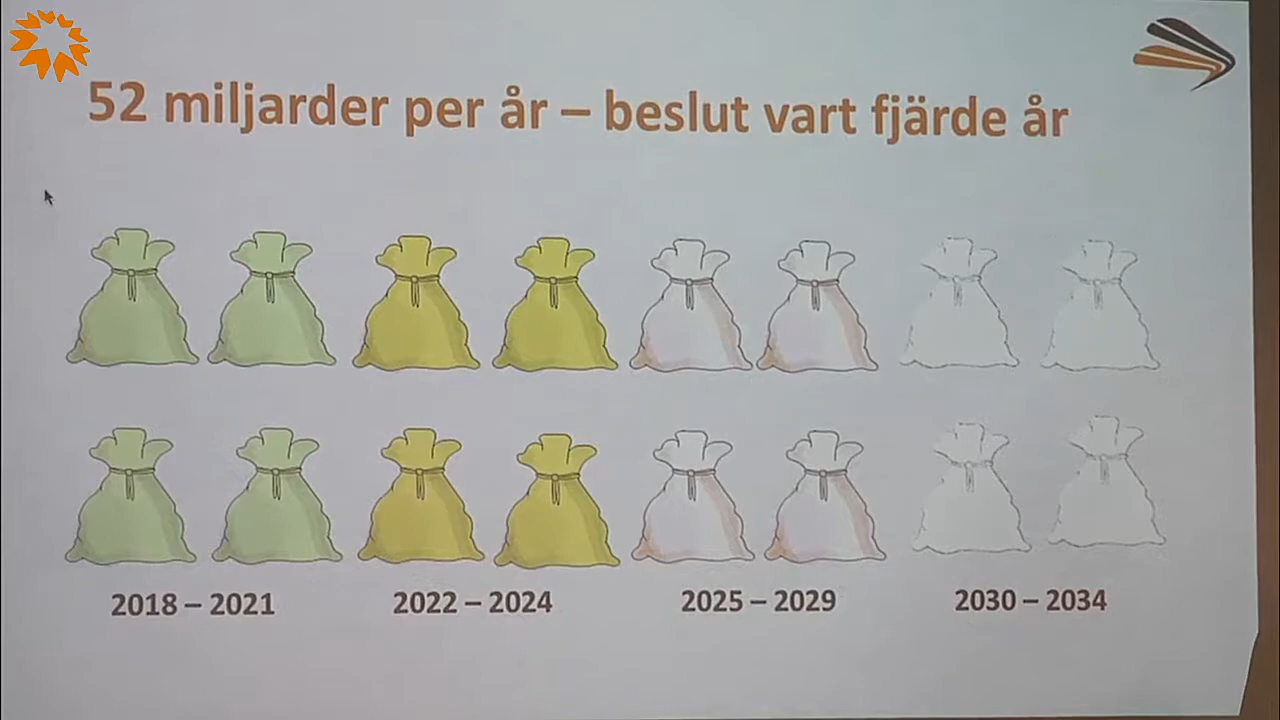 52 miljarder per år – beslut vart fjärde år
2018 – 2021
2022 – 2024
2025 – 2029
2030 – 2034